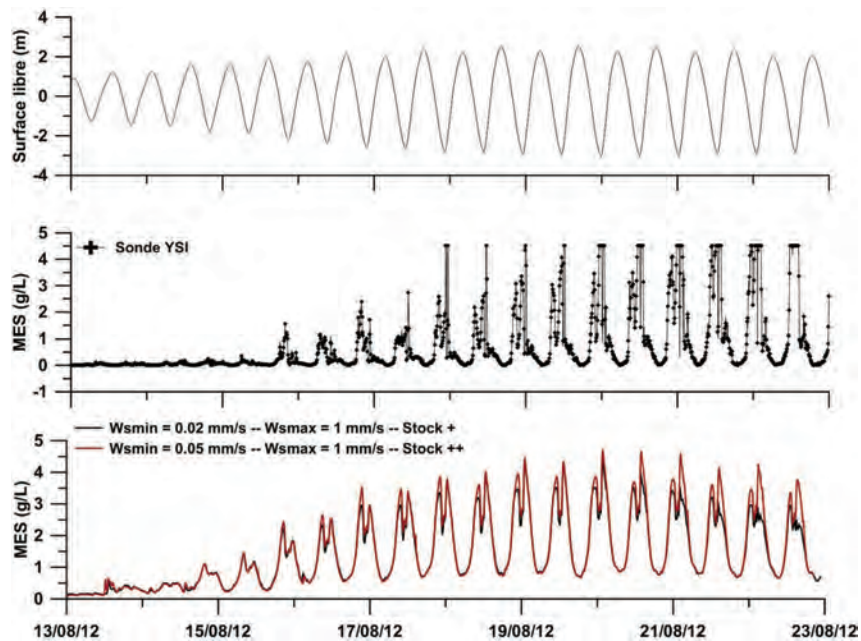 Surface libre (m)
4
2
0
-2
-4
MES (g/L)
Sonde YSI
5
4
3
2
1
0
-1
Wsmin = 0.02 mm/s -- Wsmax = 1 mm/s -- Stock +
Wsmin = 0.05 mm/s -- Wsmax = 1 mm/s -- Stock ++
MES (g/L)
5
4
3
2
1
0
13/08/12 15/08/12 17/08/12 19/08/12 21/08/12 23/08/12